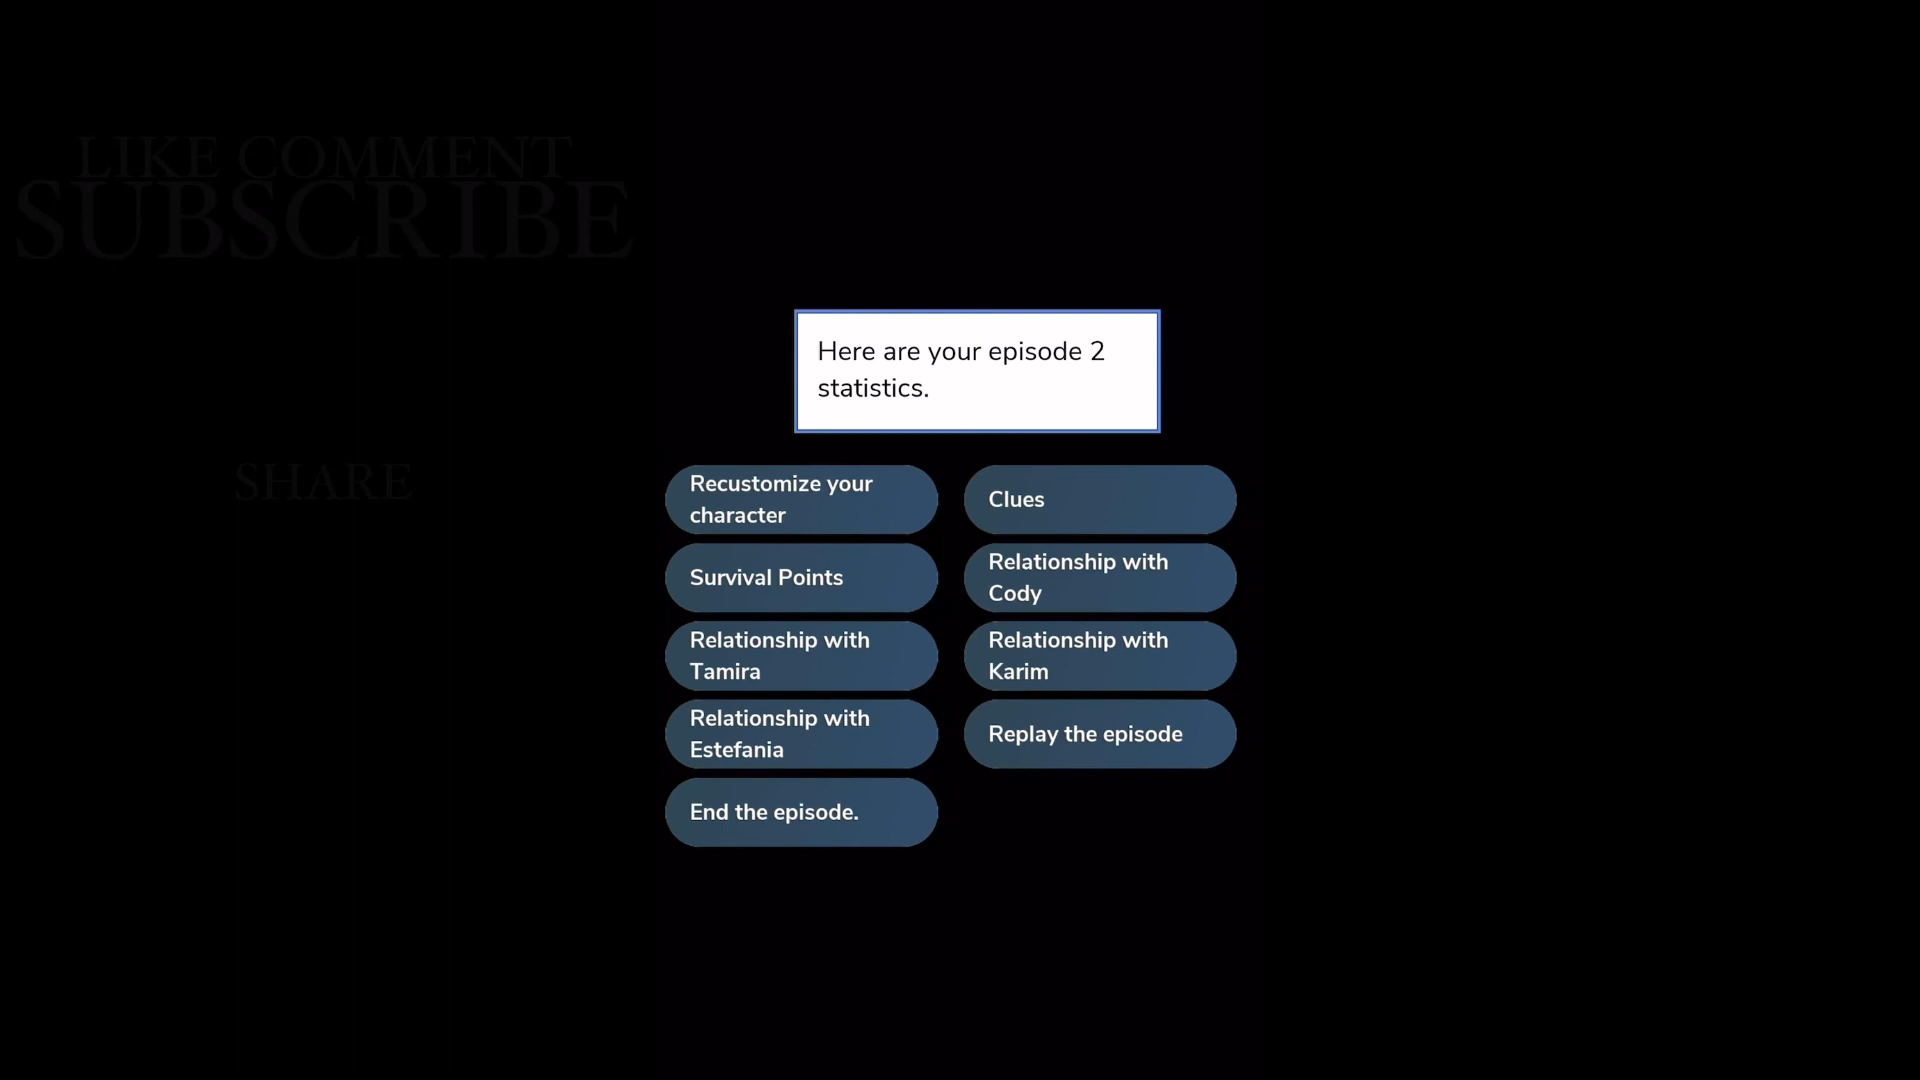 LIKE COMMENT
SUBSCRIBE
SHARE
Here are your episode 2
statistics.
Recustomize your
character
Clues
Survival Points
Relationship with
Cody
Relationship with
Tamira
Relationship with
Karim
Relationship with
Estefania
Replay the episode
End the episode.